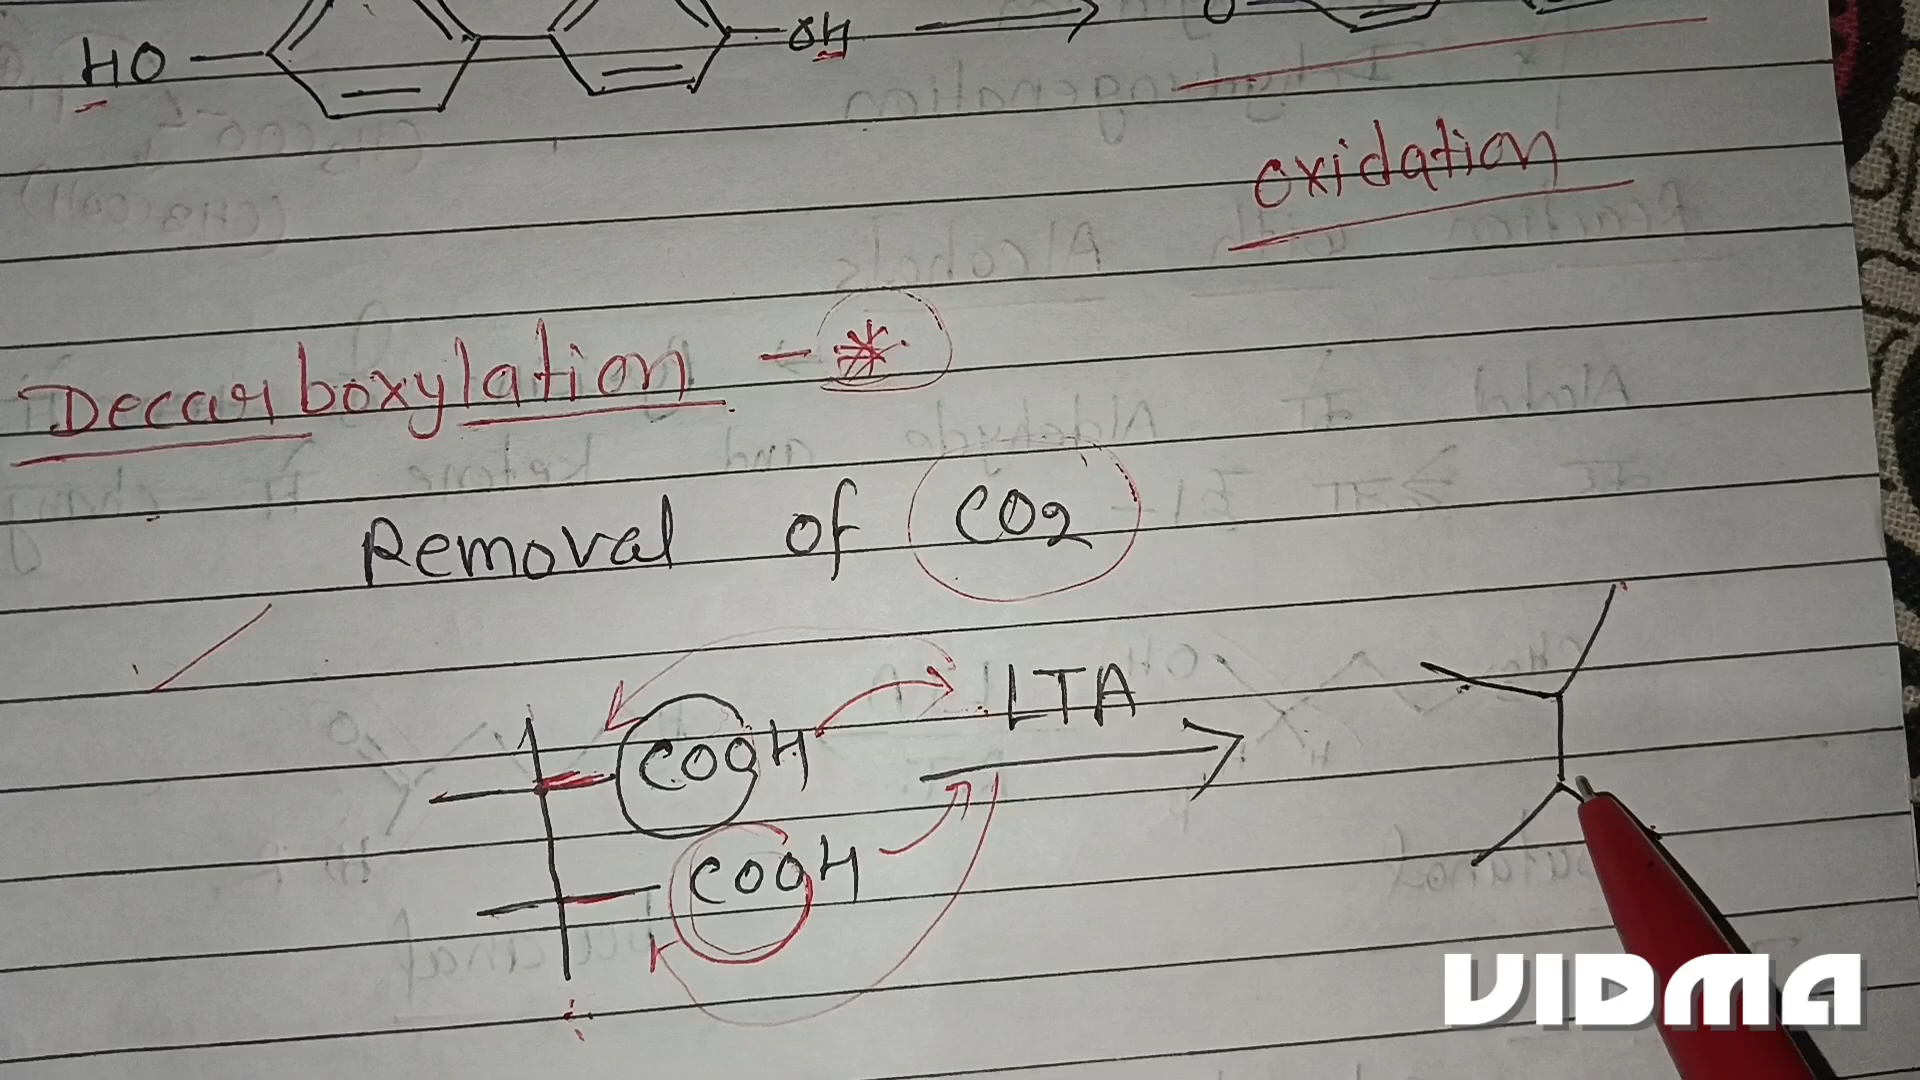 HO OH O
oxidation
Decarboxylation - *
Removal of CO2
COOH LTA
COOH
VIDMA